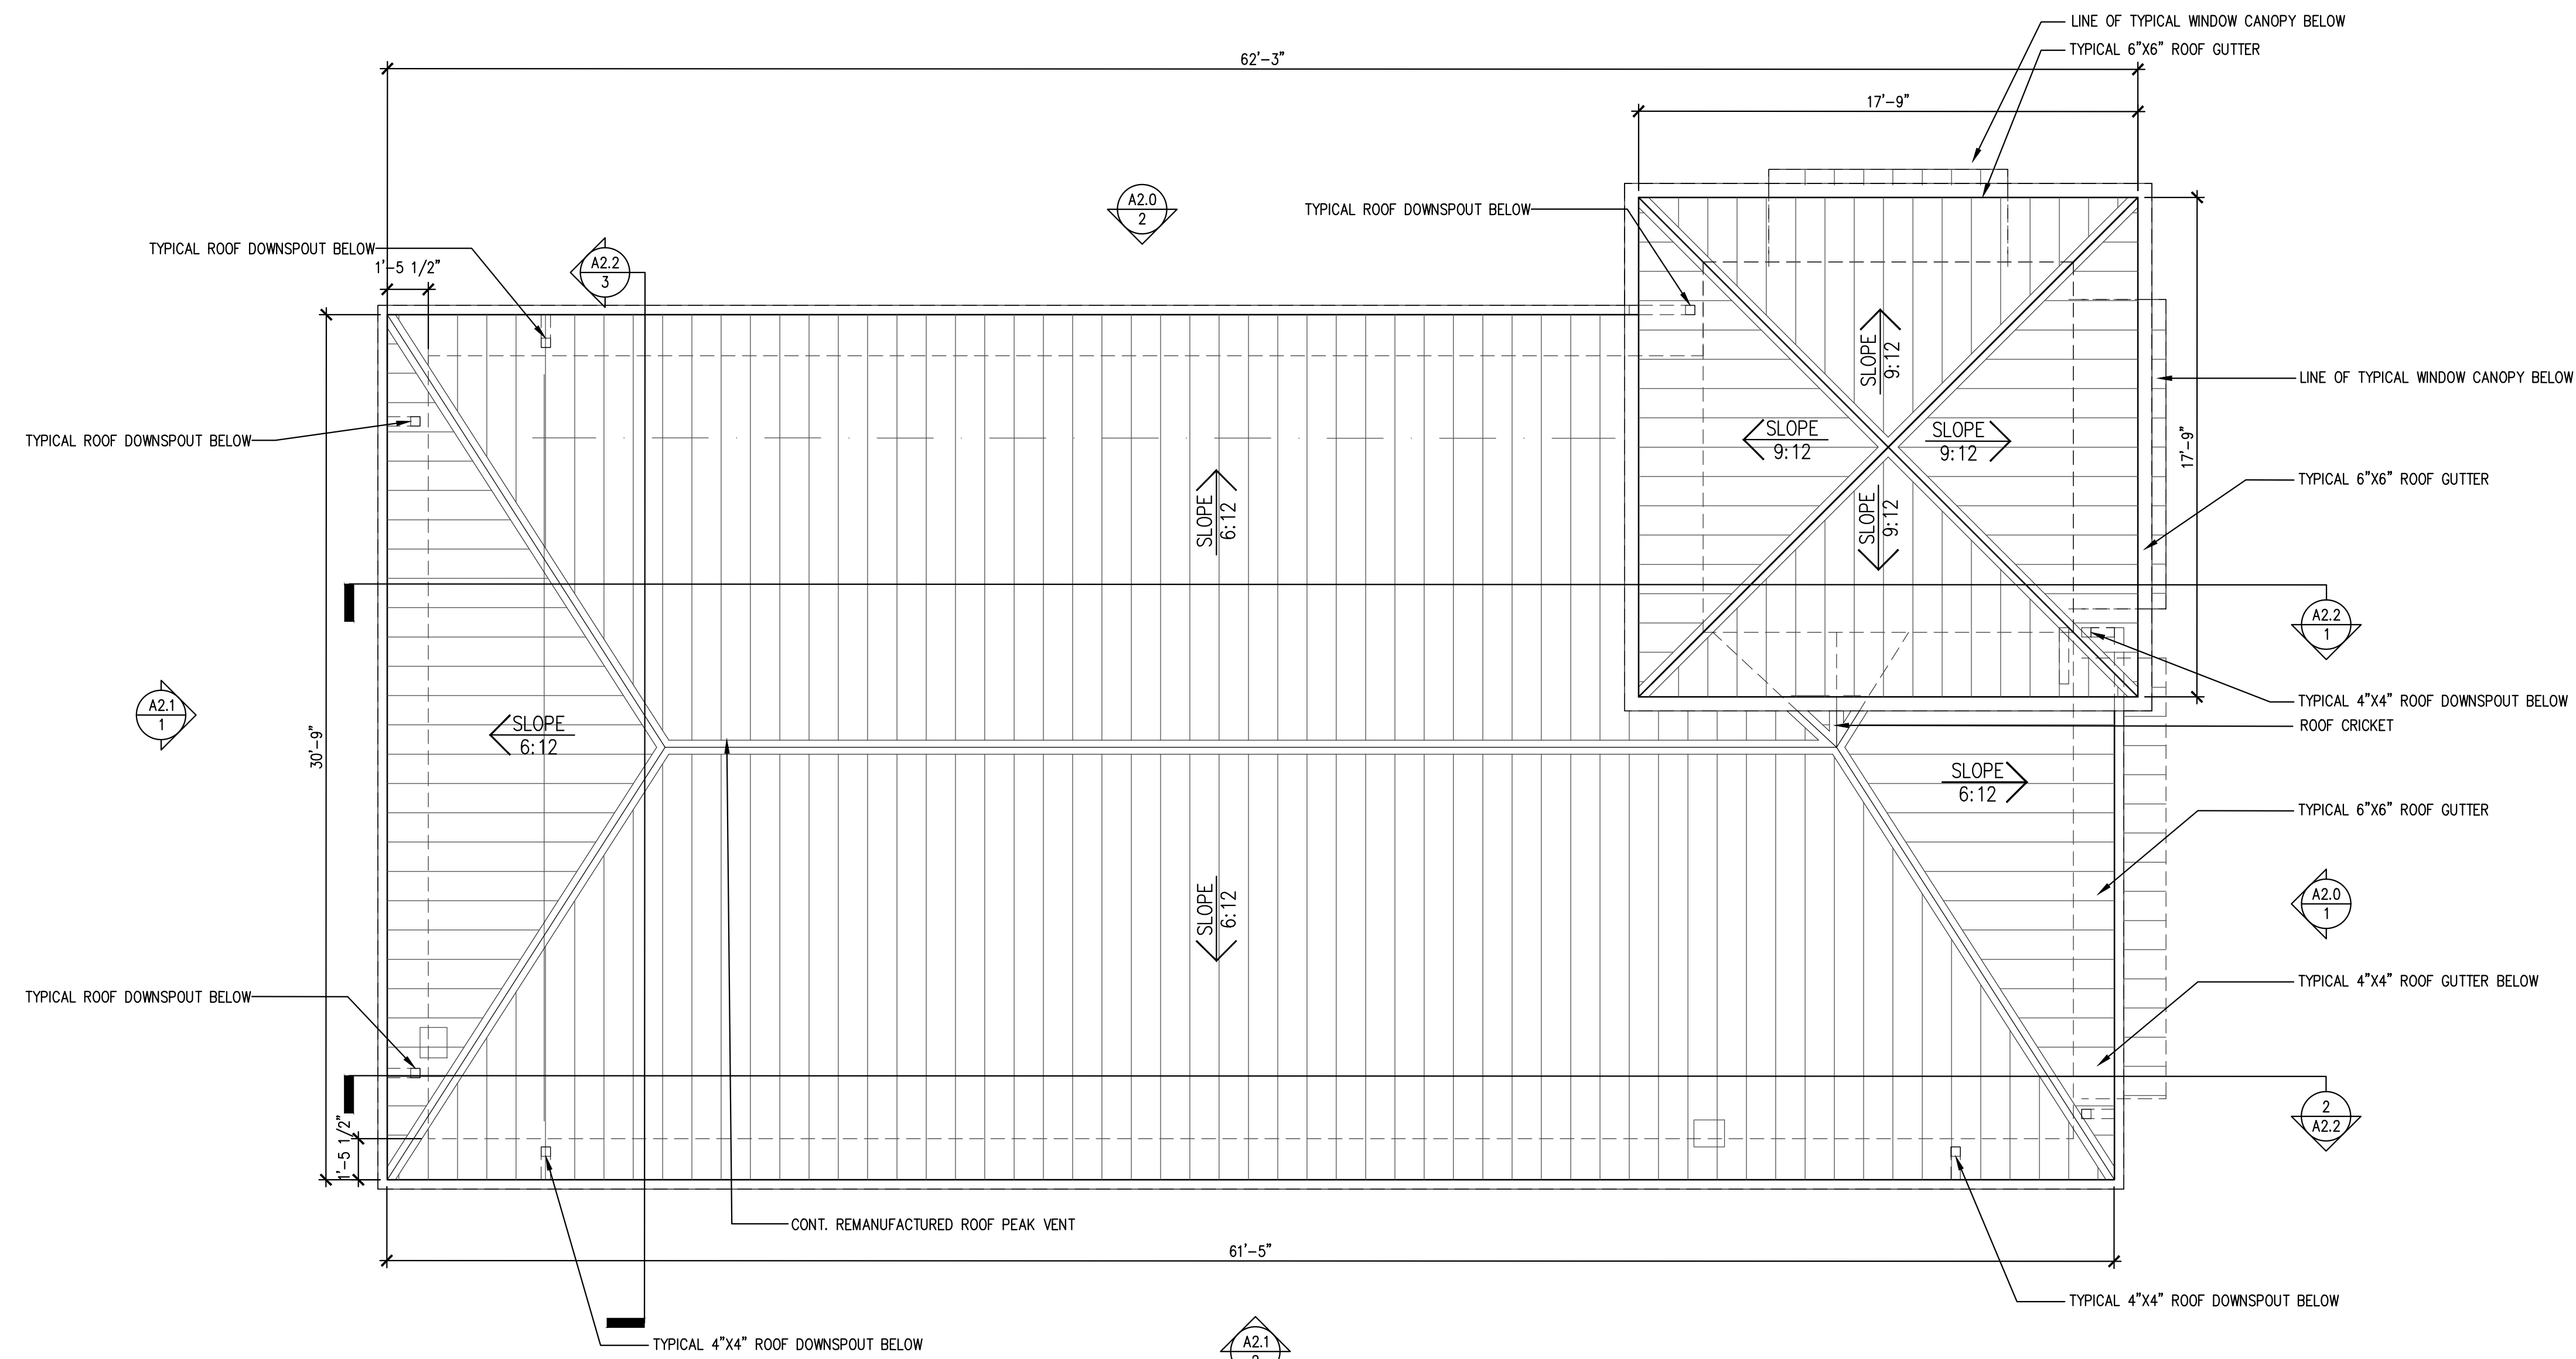 LINE OF TYPICAL WINDOW CANOPY BELOW
TYPICAL 6"X6" ROOF GUTTER
62'-3"
17'-9"
A2.0
2
TYPICAL ROOF DOWNSPOUT BELOW
TYPICAL ROOF DOWNSPOUT BELOW
1'-5 1/2"
A2.2
3
SLOPE
9:12
LINE OF TYPICAL WINDOW CANOPY BELOW
TYPICAL ROOF DOWNSPOUT BELOW
SLOPE
9:12
SLOPE
9:12
17'-9"
TYPICAL 6"X6" ROOF GUTTER
SLOPE
6:12
SLOPE
9:12
A2.2
1
A2.1
1
SLOPE
6:12
30'-9"
TYPICAL 4"X4" ROOF DOWNSPOUT BELOW
ROOF CRICKET
SLOPE
6:12
TYPICAL 6"X6" ROOF GUTTER
SLOPE
6:12
A2.0
1
TYPICAL 4"X4" ROOF GUTTER BELOW
TYPICAL ROOF DOWNSPOUT BELOW
2
A2.2
1'-5 1/2"
CONT. REMANUFACTURED ROOF PEAK VENT
61'-5"
TYPICAL 4"X4" ROOF DOWNSPOUT BELOW
TYPICAL 4"X4" ROOF DOWNSPOUT BELOW
A2.1